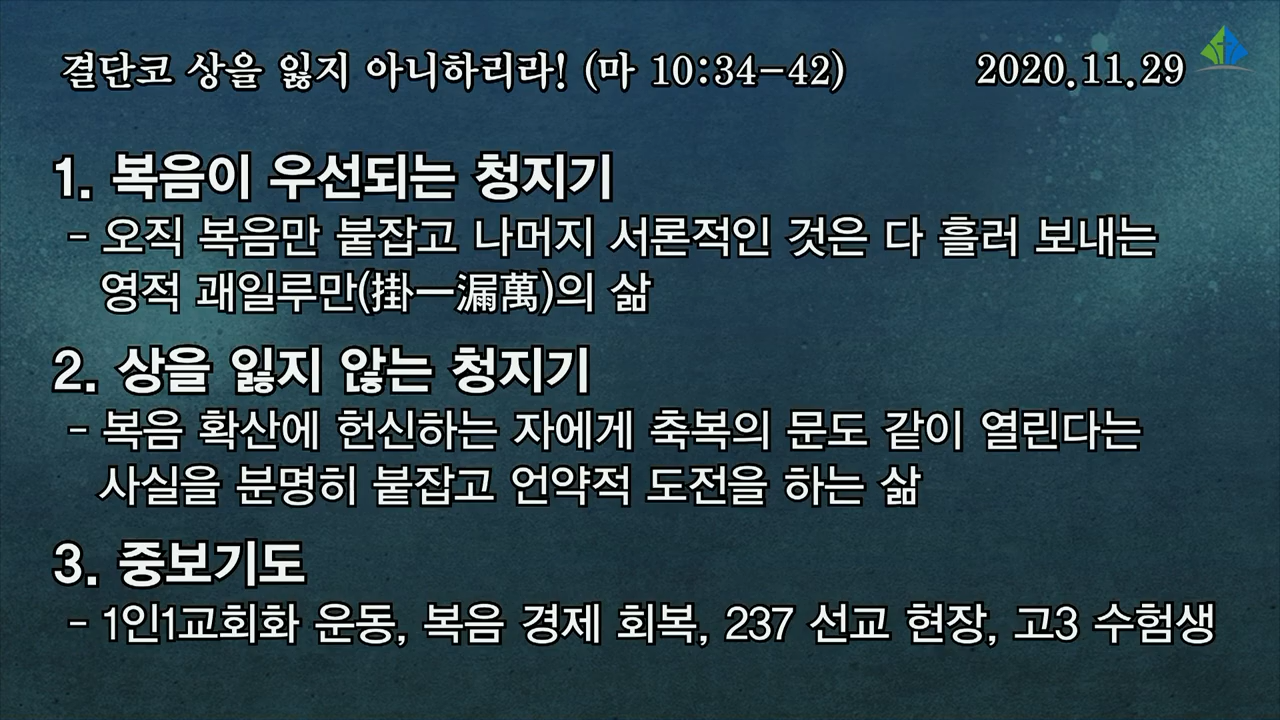 결단코 상을 잃지 아니하리라! (마 10:34-42) 2020.11.29
1. 복음이 우선되는 청지기
- 오직 복음만 붙잡고 나머지 서론적인 것은 다 흘러 보내는
영적 괘일루만(掛一漏萬)의 삶
2. 상을 잃지 않는 청지기
- 복음 확산에 헌신하는 자에게 축복의 문도 같이 열린다는
사실을 분명히 붙잡고 언약적 도전을 하는 삶
3. 중보기도
- 1인1교회화 운동, 복음 경제 회복, 237 선교 현장, 고3 수험생